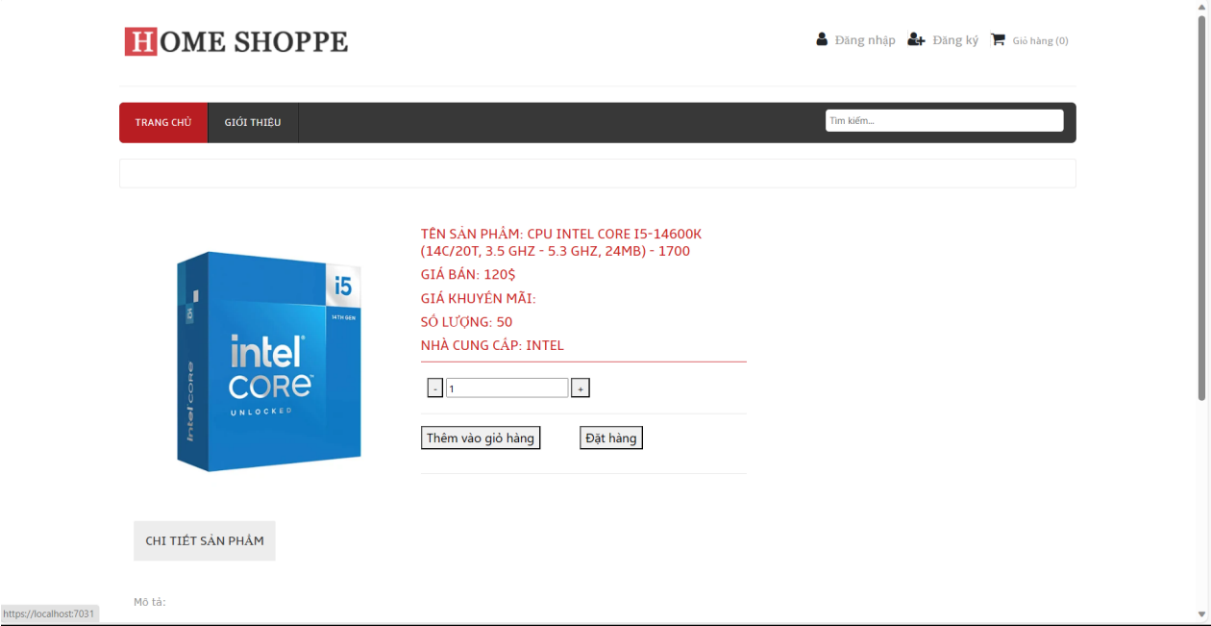 HOME SHOPPE
Đăng nhập Đăng ký Giỏ hàng (0)
TRANG CHỦ GIỚI THIỆU Tìm kiếm...
TÊN SẢN PHẨM: CPU INTEL CORE I5-14600K
(14C/20T, 3.5 GHZ - 5.3 GHZ, 24MB) - 1700
GIÁ BÁN: 120$
GIÁ KHUYẾN MÃI:
SỐ LƯỢNG: 50
NHÀ CUNG CẤP: INTEL
- 1 +
Thêm vào giỏ hàng Đặt hàng
i5
14TH GEN
i5
intel
CORE
UNLOCKED
intel CORE
CHI TIẾT SẢN PHẨM
Mô tả:
https://localhost:7031